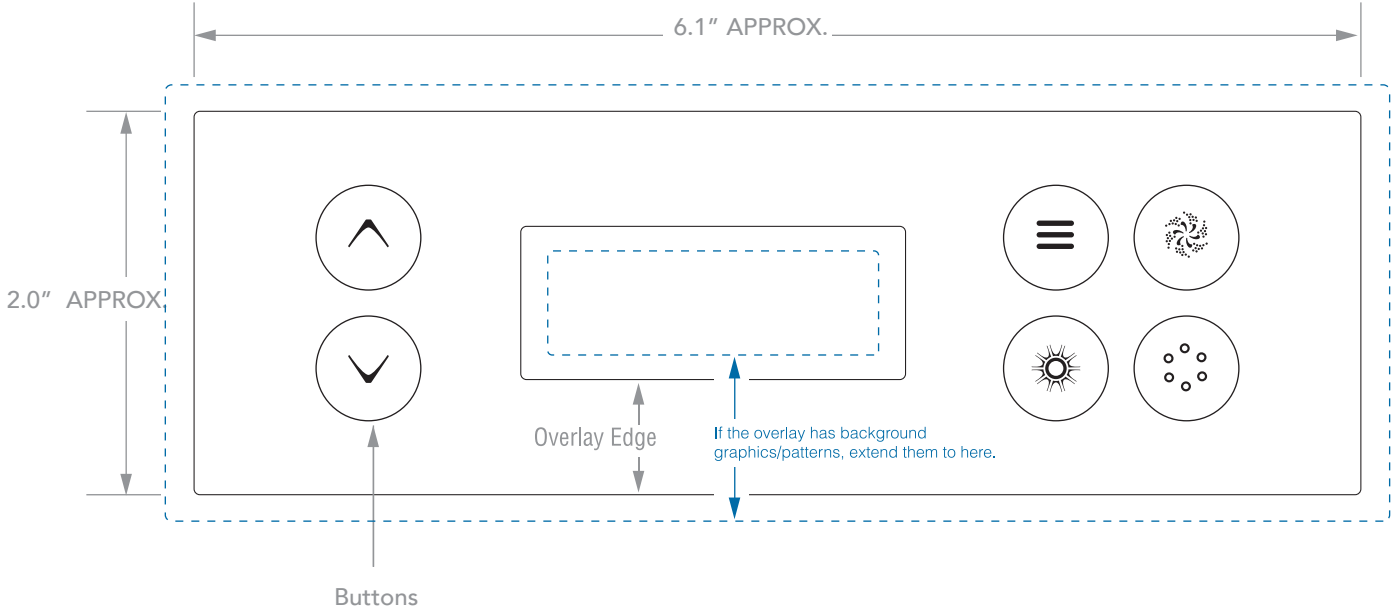 6.1” APPROX.
2.0” APPROX.
Overlay Edge
If the overlay has background
graphics/patterns, extend them to here.
Buttons